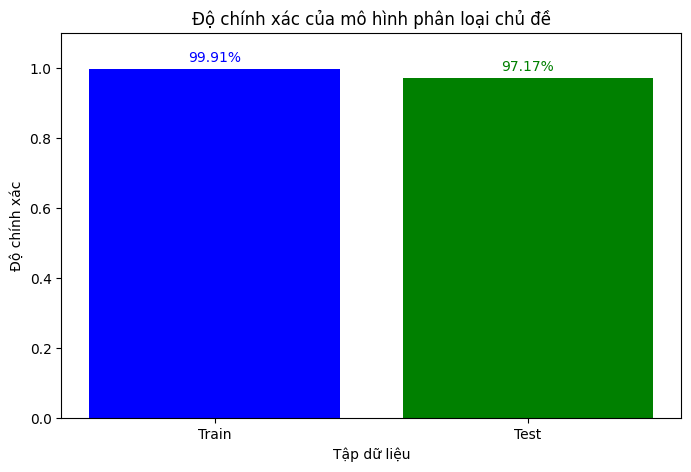 Độ chính xác của mô hình phân loại chủ đề
99.91%
97.17%
1.0
0.8
0.6
0.4
0.2
0.0
Độ chính xác
Train
Test
Tập dữ liệu